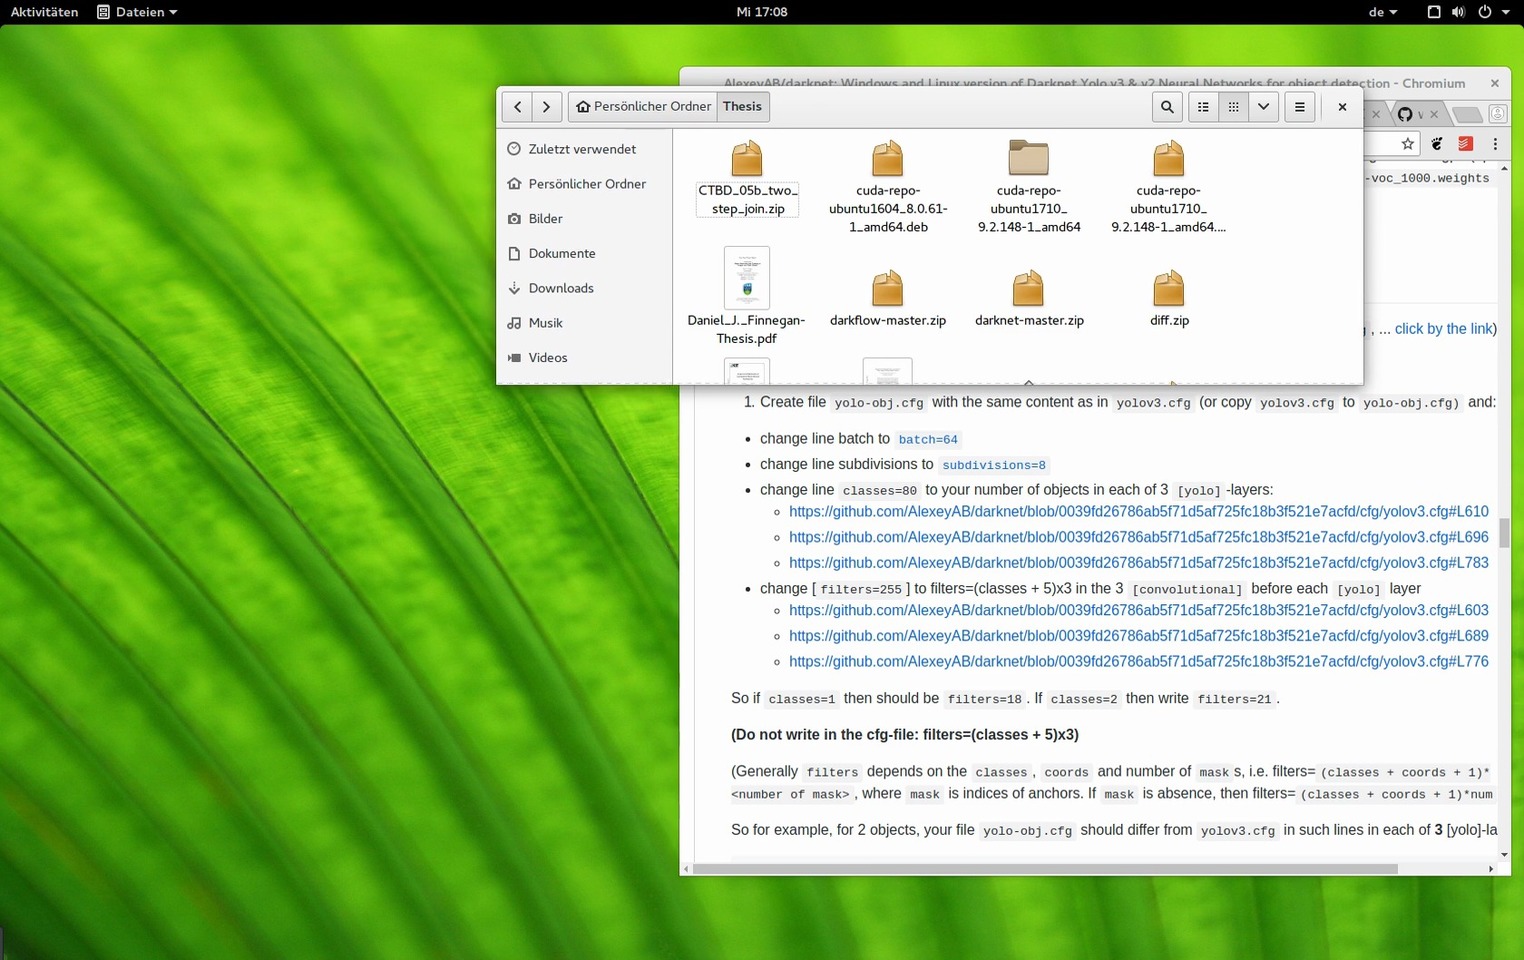 Aktivitäten
Dateien
Mi 17:08
de
AlexeyAB/darknet: Windows and Linux version of Darknet Yolo v3 & v2 Neural Networks for object detection - Chromium
Persönlicher Ordner
Thesis
Zuletzt verwendet
Persönlicher Ordner
Bilder
Dokumente
Downloads
Musik
Videos
CTBD_05b_two_
step_join.zip
cuda-repo-
ubuntu1604_8.0.61-
1_amd64.deb
cuda-repo-
ubuntu1710_
9.2.148-1_amd64
cuda-repo-
ubuntu1710_
9.2.148-1_amd64....
Daniel_J._Finnegan-
Thesis.pdf
darkflow-master.zip
darknet-master.zip
diff.zip
-voc_1000.weights
, ... click by the link)
1. Create file yolo-obj.cfg with the same content as in yolov3.cfg (or copy yolov3.cfg to yolo-obj.cfg) and:
• change line batch to batch=64
• change line subdivisions to subdivisions=8
• change line classes=80 to your number of objects in each of 3 [yolo] -layers:
https://github.com/AlexeyAB/darknet/blob/0039fd26786ab5f71d5af725fc18b3f521e7acfd/cfg/yolov3.cfg#L610
https://github.com/AlexeyAB/darknet/blob/0039fd26786ab5f71d5af725fc18b3f521e7acfd/cfg/yolov3.cfg#L696
https://github.com/AlexeyAB/darknet/blob/0039fd26786ab5f71d5af725fc18b3f521e7acfd/cfg/yolov3.cfg#L783
• change [ filters=255 ] to filters=(classes + 5)x3 in the 3 [convolutional] before each [yolo] layer
https://github.com/AlexeyAB/darknet/blob/0039fd26786ab5f71d5af725fc18b3f521e7acfd/cfg/yolov3.cfg#L603
https://github.com/AlexeyAB/darknet/blob/0039fd26786ab5f71d5af725fc18b3f521e7acfd/cfg/yolov3.cfg#L689
https://github.com/AlexeyAB/darknet/blob/0039fd26786ab5f71d5af725fc18b3f521e7acfd/cfg/yolov3.cfg#L776
So if classes=1 then should be filters=18 . If classes=2 then write filters=21 .
(Do not write in the cfg-file: filters=(classes + 5)x3)
(Generally filters depends on the classes , coords and number of mask s, i.e. filters= (classes + coords + 1)*
<number of mask> , where mask is indices of anchors. If mask is absence, then filters= (classes + coords + 1)*num
So for example, for 2 objects, your file yolo-obj.cfg should differ from yolov3.cfg in such lines in each of 3 [yolo]-la